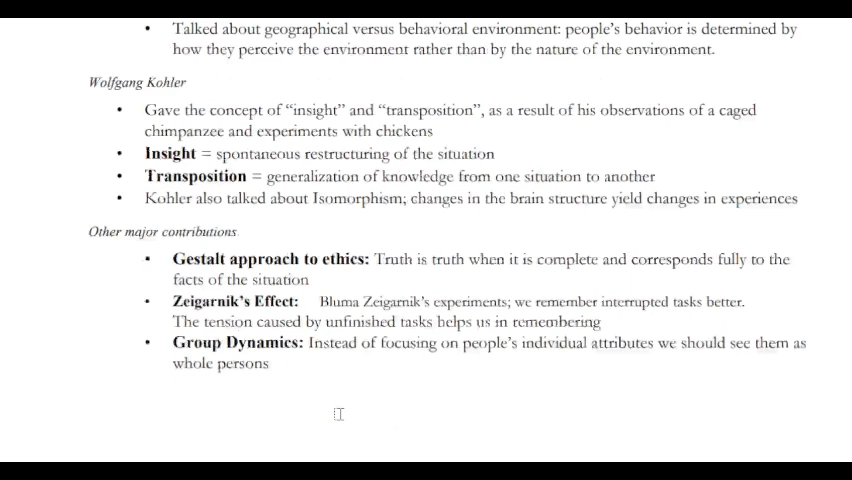 • Talked about geographical versus behavioral environment: people's behavior is determined by
how they perceive the environment rather than by the nature of the environment.
Wolfgang Kohler
• Gave the concept of “insight” and “transposition”, as a result of his observations of a caged
chimpanzee and experiments with chickens
• Insight = spontaneous restructuring of the situation
• Transposition = generalization of knowledge from one situation to another
• Kohler also talked about Isomorphism; changes in the brain structure yield changes in experiences
Other major contributions
• Gestalt approach to ethics: Truth is truth when it is complete and corresponds fully to the
facts of the situation
• Zeigarnik's Effect: Bluma Zeigarnik's experiments; we remember interrupted tasks better.
The tension caused by unfinished tasks helps us in remembering
• Group Dynamics: Instead of focusing on people's individual attributes we should see them as
whole persons